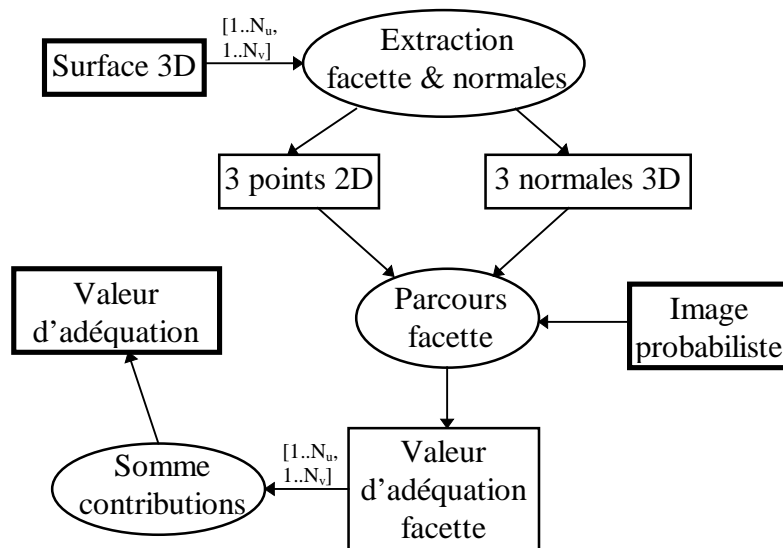 [1..Nu,
1..Nv]
Surface 3D
Extraction
facette & normales
3 points 2D
3 normales 3D
Valeur
d’adéquation
Parcours
facette
Image
probabiliste
[1..Nu,
1..Nv]
Somme
contributions
Valeur
d’adéquation
facette